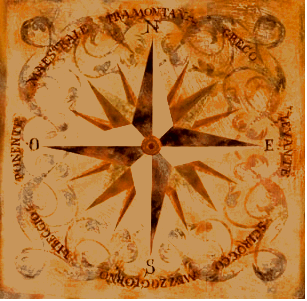 TRAMONTANA
N
GRECO
LEVANTE
E
SCIROCCO
MEZZOGIORNO
S
LIBECCIO
PONENTE
O
MAESTRALE